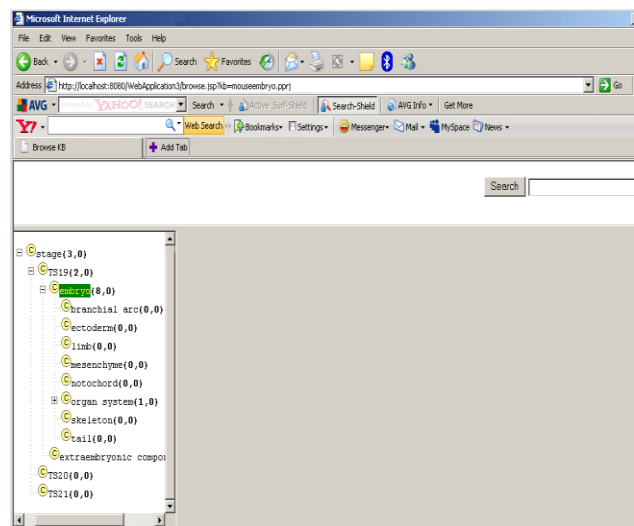 Microsoft Internet Explorer
File Edit View Favorites Tools Help
Back Search Favorites
Address http://localhost:8080/WebApplication3/browse.jsp?kb=mouseembryo.pprj Go
AVG powered by YAHOO! SEARCH Search Active Surf-Shield Search-Shield AVG Info Get More
Y! Web Search Bookmarks Settings Messenger Mail MySpace News
Browse KB Add Tab
Search
C stage(3,0)
C TS19(2,0)
C embryo(8,0)
C branchial arc(0,0)
C ectoderm(0,0)
C limb(0,0)
C mesenchyme(0,0)
C notochord(0,0)
C organ system(1,0)
C skeleton(0,0)
C tail(0,0)
C extraembryonic compo
C TS20(0,0)
C TS21(0,0)